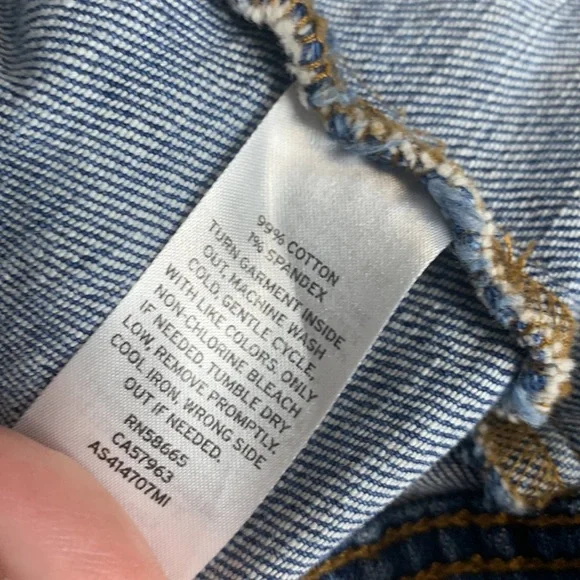 99% COTTON
1% SPANDEX
TURN GARMENT INSIDE
OUT, MACHINE WASH
COLD, GENTLE CYCLE,
WITH LIKE COLORS. ONLY
NON-CHLORINE BLEACH
IF NEEDED. TUMBLE DRY
LOW, REMOVE PROMPTLY.
COOL IRON, WRONG SIDE
OUT IF NEEDED.
RN58665
CA57963
AS414707MI